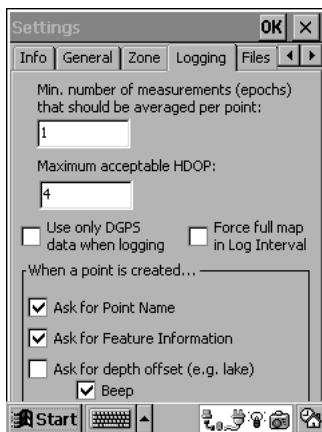 Settings OK ×
Info General Zone Logging Files
Min. number of measurements (epochs)
that should be averaged per point:
1
Maximum acceptable HDOP:
4
Use only DGPS
data when logging
Force full map
in Log Interval
When a point is created...
Ask for Point Name
Ask for Feature Information
Ask for depth offset (e.g. lake)
Beep
Start